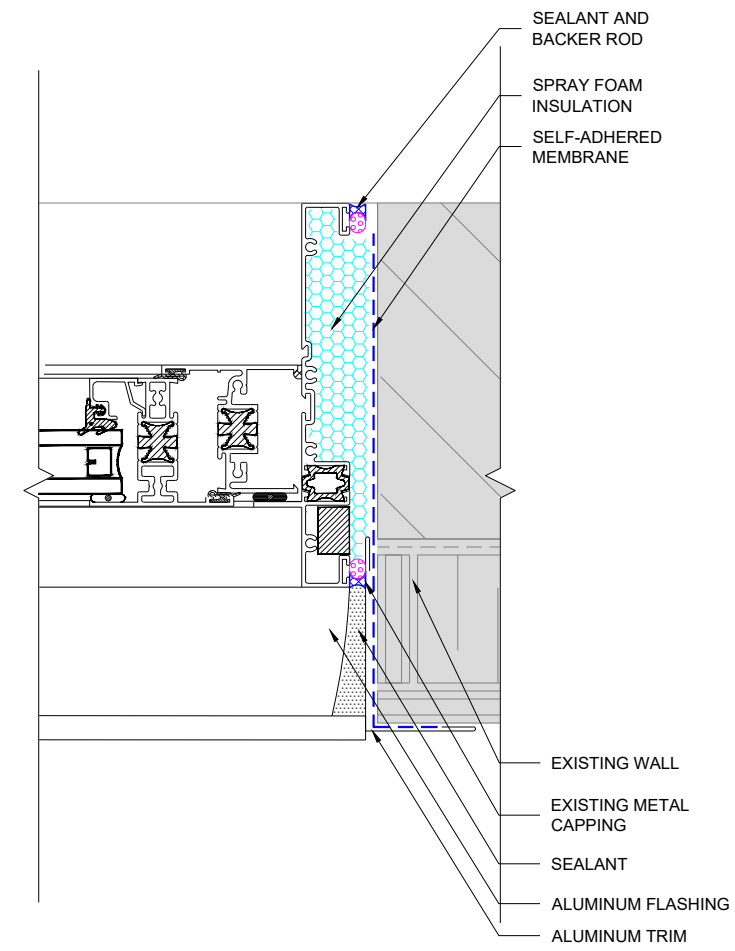 SEALANT AND
BACKER ROD
SPRAY FOAM
INSULATION
SELF-ADHERED
MEMBRANE
EXISTING WALL
EXISTING METAL
CAPPING
SEALANT
ALUMINUM FLASHING
ALUMINUM TRIM